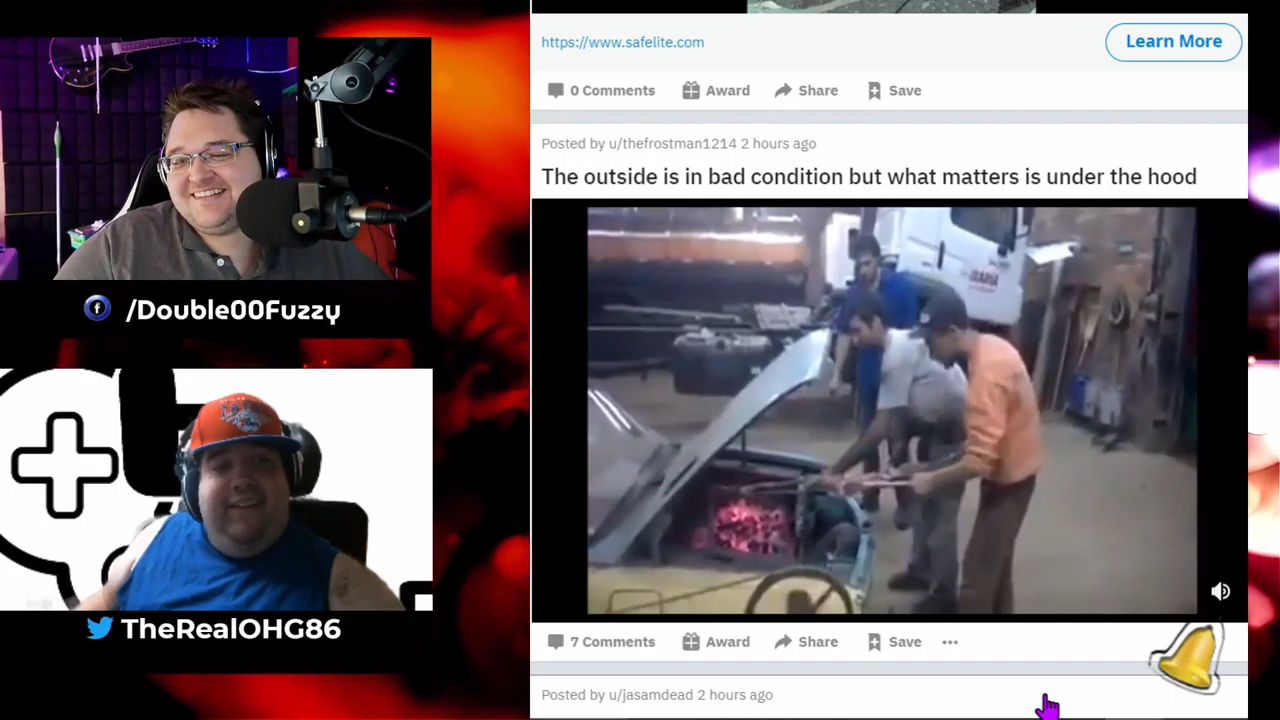 /Double00Fuzzy
TheRealOHG86
https://www.safelite.com
Learn More
0 Comments
Award
Share
Save
Posted by u/thefrostman1214 2 hours ago
The outside is in bad condition but what matters is under the hood
7 Comments
Award
Share
Save
Posted by u/jasamdead 2 hours ago